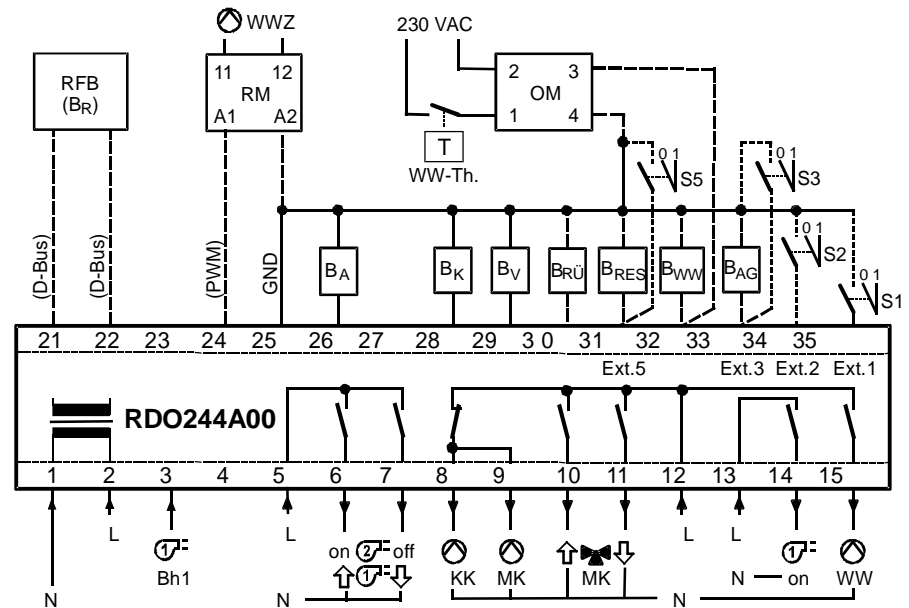 WWZ
230 VAC
11 12
RM
A1 A2
RFB
(BR)
2 3
OM
1 4
T
WW-Th.
0 1
S5
0 1
S3
0 1
S2
0 1
S1
(D-Bus)
(D-Bus)
(PWM)
GND
BA
BK
BV
BRÜ
BRES
BWW
BAG
21 22 23 24 25 26 27 28 29 3 0 31 32 33 34 35
Ext.5 Ext.3 Ext.2 Ext.1
RDO244A00
1 2 3 4 5 6 7 8 9 10 11 12 13 14 15
L L L L
1 on 2 off 1
Bh1 1 KK MK MK N on WW
N N N